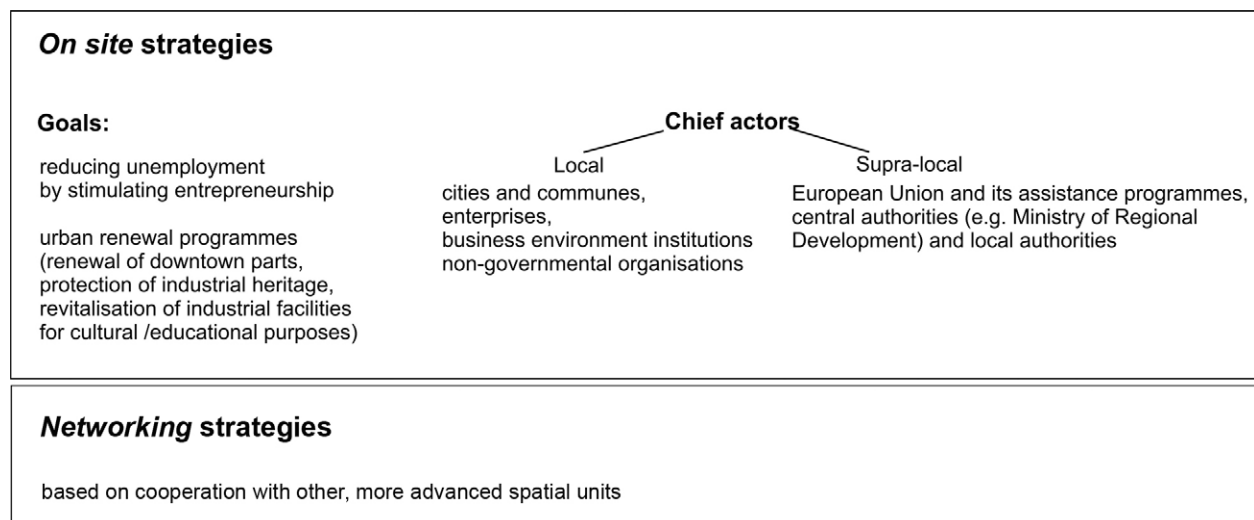 On site strategies
Goals:
reducing unemployment
by stimulating entrepreneurship
urban renewal programmes
(renewal of downtown parts,
protection of industrial heritage,
revitalisation of industrial facilities
for cultural /educational purposes)
Chief actors
Local
cities and communes,
enterprises,
business environment institutions
non-governmental organisations
Supra-local
European Union and its assistance programmes,
central authorities (e.g. Ministry of Regional
Development) and local authorities
Networking strategies
based on cooperation with other, more advanced spatial units